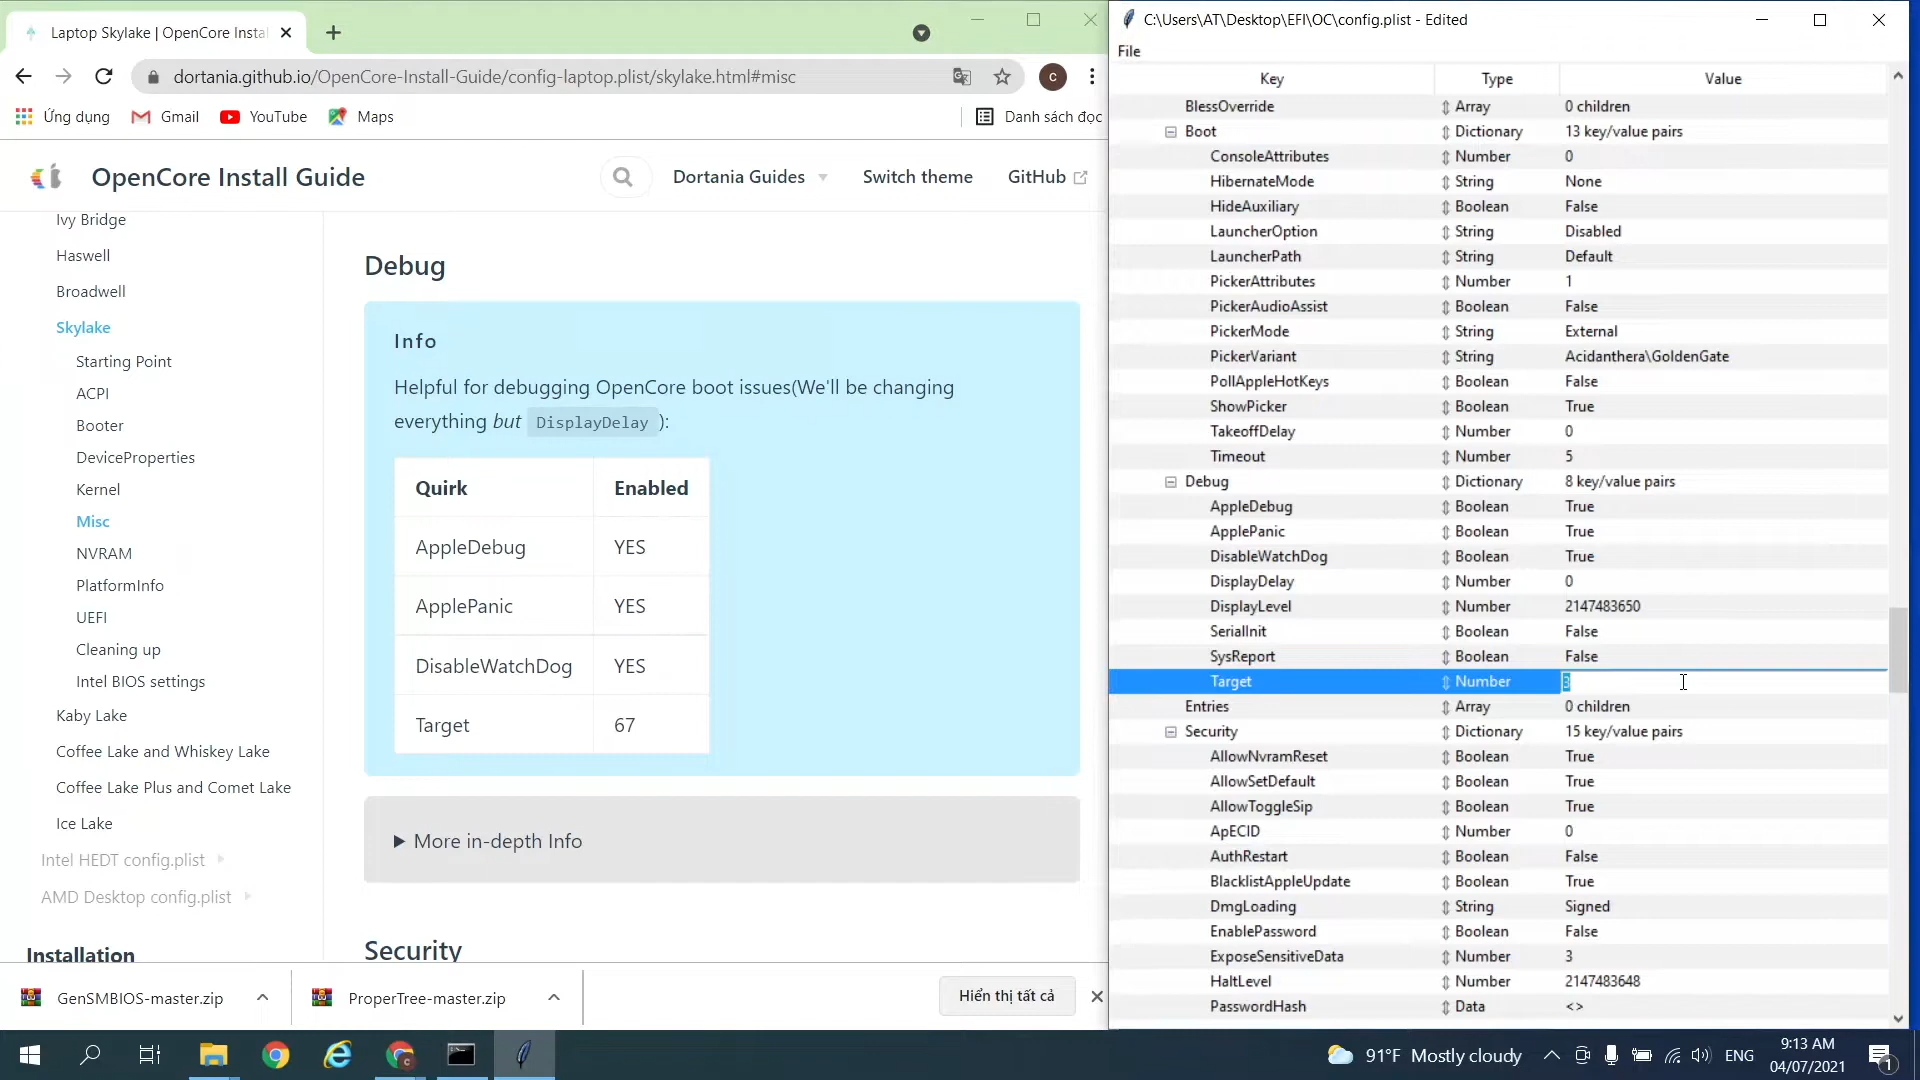 Laptop Skylake | OpenCore Instal
dortania.github.io/OpenCore-Install-Guide/config-laptop.plist/skylake.html#misc
c
Ứng dụng
Gmail
YouTube
Maps
Danh sách đọc
OpenCore Install Guide
Dortania Guides
Switch theme
GitHub
Ivy Bridge
Haswell
Broadwell
Skylake
Starting Point
ACPI
Booter
DeviceProperties
Kernel
Misc
NVRAM
PlatformInfo
UEFI
Cleaning up
Intel BIOS settings
Kaby Lake
Coffee Lake and Whiskey Lake
Coffee Lake Plus and Comet Lake
Ice Lake
Intel HEDT config.plist
AMD Desktop config.plist
Installation
Debug
Info
Helpful for debugging OpenCore boot issues(We'll be changing
everything but DisplayDelay ):
Quirk Enabled
AppleDebug YES
ApplePanic YES
DisableWatchDog YES
Target 67
More in-depth Info
Security
GenSMBIOS-master.zip
ProperTree-master.zip
Hiển thị tất cả
C:\Users\AT\Desktop\EFI\OC\config.plist - Edited
File
Key Type Value
BlessOverride Array 0 children
Boot Dictionary 13 key/value pairs
ConsoleAttributes Number 0
HibernateMode String None
HideAuxiliary Boolean False
LauncherOption String Disabled
LauncherPath String Default
PickerAttributes Number 1
PickerAudioAssist Boolean False
PickerMode String External
PickerVariant String Acidanthera\GoldenGate
PollAppleHotKeys Boolean False
ShowPicker Boolean True
TakeoffDelay Number 0
Timeout Number 5
Debug Dictionary 8 key/value pairs
AppleDebug Boolean True
ApplePanic Boolean True
DisableWatchDog Boolean True
DisplayDelay Number 0
DisplayLevel Number 2147483650
SerialInit Boolean False
SysReport Boolean False
Target Number 3
Entries Array 0 children
Security Dictionary 15 key/value pairs
AllowNvramReset Boolean True
AllowSetDefault Boolean True
AllowToggleSip Boolean True
ApECID Number 0
AuthRestart Boolean False
BlacklistAppleUpdate Boolean True
DmgLoading String Signed
EnablePassword Boolean False
ExposeSensitiveData Number 3
HaltLevel Number 2147483648
PasswordHash Data <>
91°F Mostly cloudy
ENG
9:13 AM
04/07/2021
1